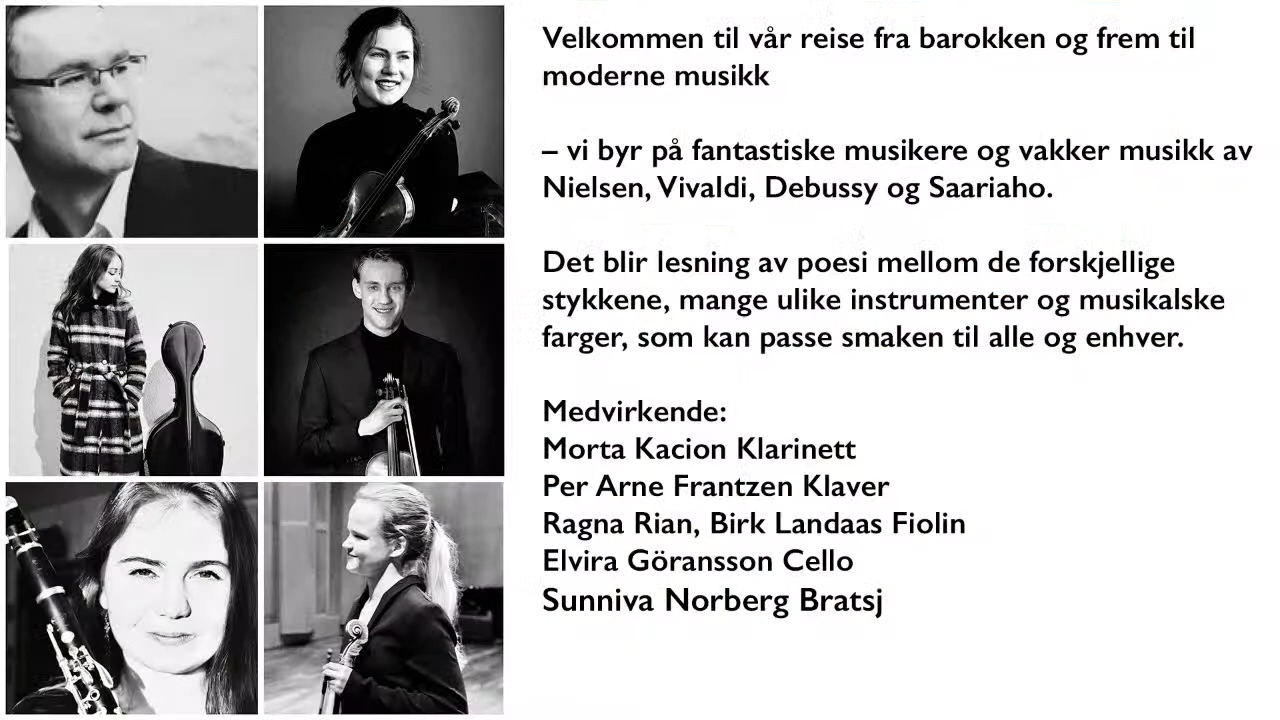 Velkommen til vår reise fra barokken og frem til
moderne musikk
– vi byr på fantastiske musikere og vakker musikk av
Nielsen, Vivaldi, Debussy og Saariaho.
Det blir lesning av poesi mellom de forskjellige
stykkene, mange ulike instrumenter og musikalske
farger, som kan passe smaken til alle og enhver.
Medvirkende:
Morta Kacion Klarinett
Per Arne Frantzen Klaver
Ragna Rian, Birk Landaas Fiolin
Elvira Göransson Cello
Sunniva Norberg Bratsj